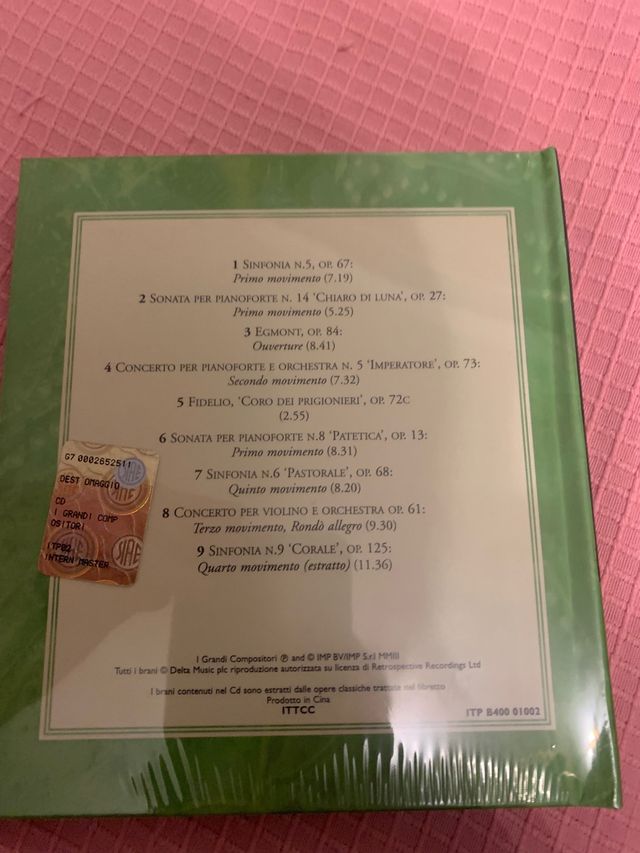 1 SINFONIA N.5, OP. 67:
Primo movimento (7.19)
2 SONATA PER PIANOFORTE N. 14 'CHIARO DI LUNA', OP. 27:
Primo movimento (5.25)
3 EGMONT, OP. 84:
Ouverture (8.41)
4 CONCERTO PER PIANOFORTE E ORCHESTRA N. 5 'IMPERATORE', OP. 73:
Secondo movimento (7.32)
5 FIDELIO, 'CORO DEI PRIGIONIERI', OP. 72C
(2.55)
6 SONATA PER PIANOFORTE N.8 'PATETICA', OP. 13:
Primo movimento (8.31)
7 SINFONIA N.6 'PASTORALE', OP. 68:
Quinto movimento (8.20)
8 CONCERTO PER VIOLINO E ORCHESTRA OP. 61:
Terzo movimento, Rondò allegro (9.30)
9 SINFONIA N.9 'CORALE', OP. 125:
Quarto movimento (estratto) (11.36)
G7 0002652511
DEST OMAGGIO
CD
I GRANDI COMP
OSITORI
ITP02
INTERN MASTER
SIAE
I Grandi Compositori ℗ and © IMP BV/IMP S.r.l MMIII
Tutti i brani © Delta Music plc riproduzione autorizzata su licenza di Retrospective Recordings Ltd
I brani contenuti nel Cd sono estratti dalle opere classiche trattate nel libretto
Prodotto in Cina
ITTCC
ITP B400 01002